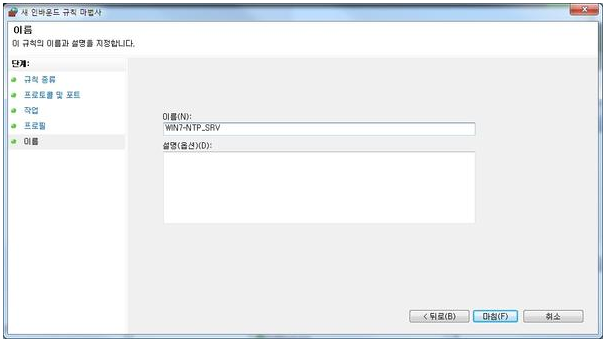 새 인바운드 규칙 마법사
이름
이 규칙의 이름과 설명을 지정합니다.
단계:
규칙 종류
프로토콜 및 포트
작업
프로필
이름
이름(N):
WIN7-NTP_SRV
설명(옵션)(D):
< 뒤로(B)
마침(F)
취소